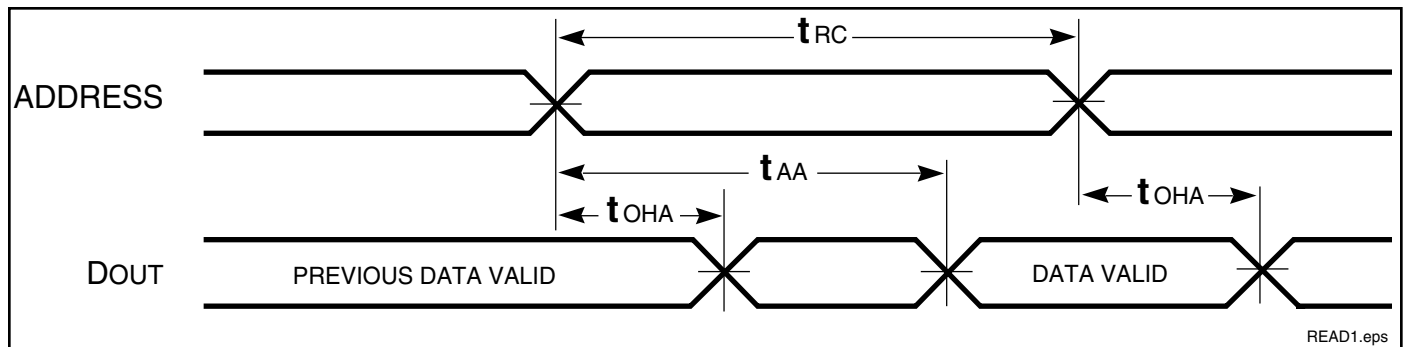 tRC
ADDRESS
tAA
tOHA
tOHA
DOUT
PREVIOUS DATA VALID
DATA VALID
READ1.eps